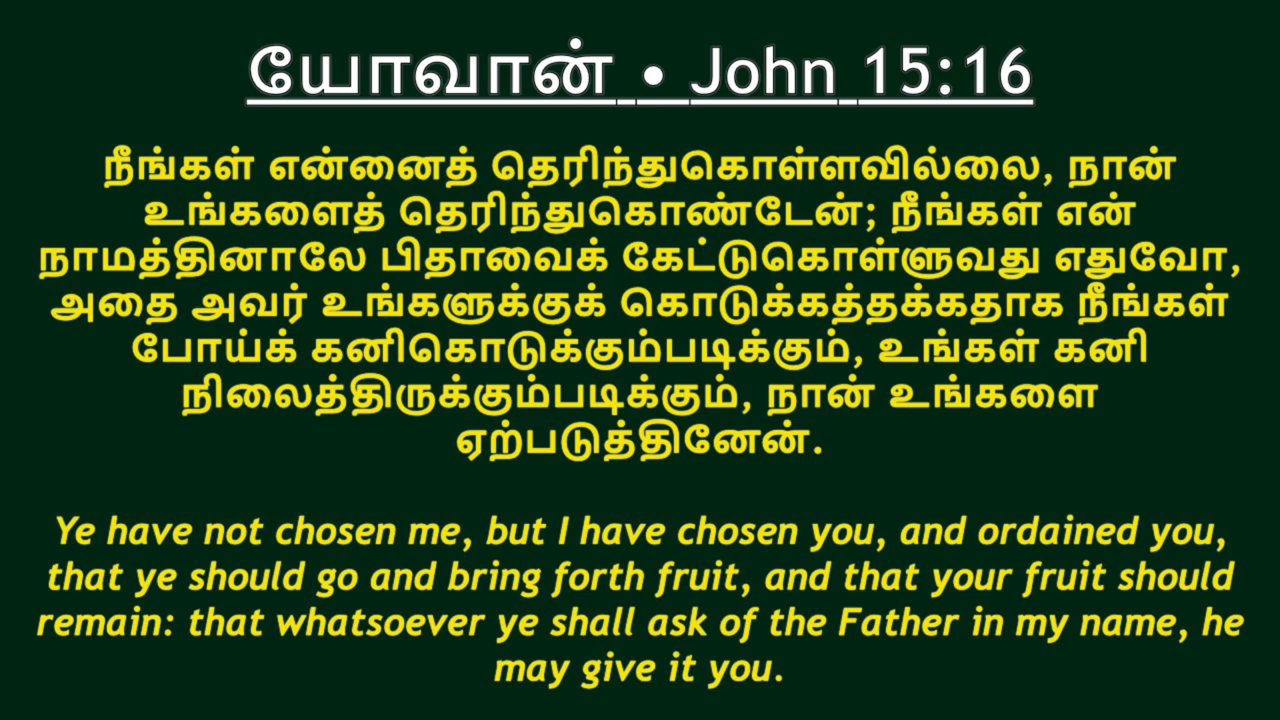 யோவான் • John 15:16
நீங்கள் என்னைத் தெரிந்துகொள்ளவில்லை, நான்
உங்களைத் தெரிந்துகொண்டேன்; நீங்கள் என்
நாமத்தினாலே பிதாவைக் கேட்டுகொள்ளுவது எதுவோ,
அதை அவர் உங்களுக்குக் கொடுக்கத்தக்கதாக நீங்கள்
போய்க் கனிகொடுக்கும்படிக்கும், உங்கள் கனி
நிலைத்திருக்கும்படிக்கும், நான் உங்களை
ஏற்படுத்தினேன்.
Ye have not chosen me, but I have chosen you, and ordained you,
that ye should go and bring forth fruit, and that your fruit should
remain: that whatsoever ye shall ask of the Father in my name, he
may give it you.